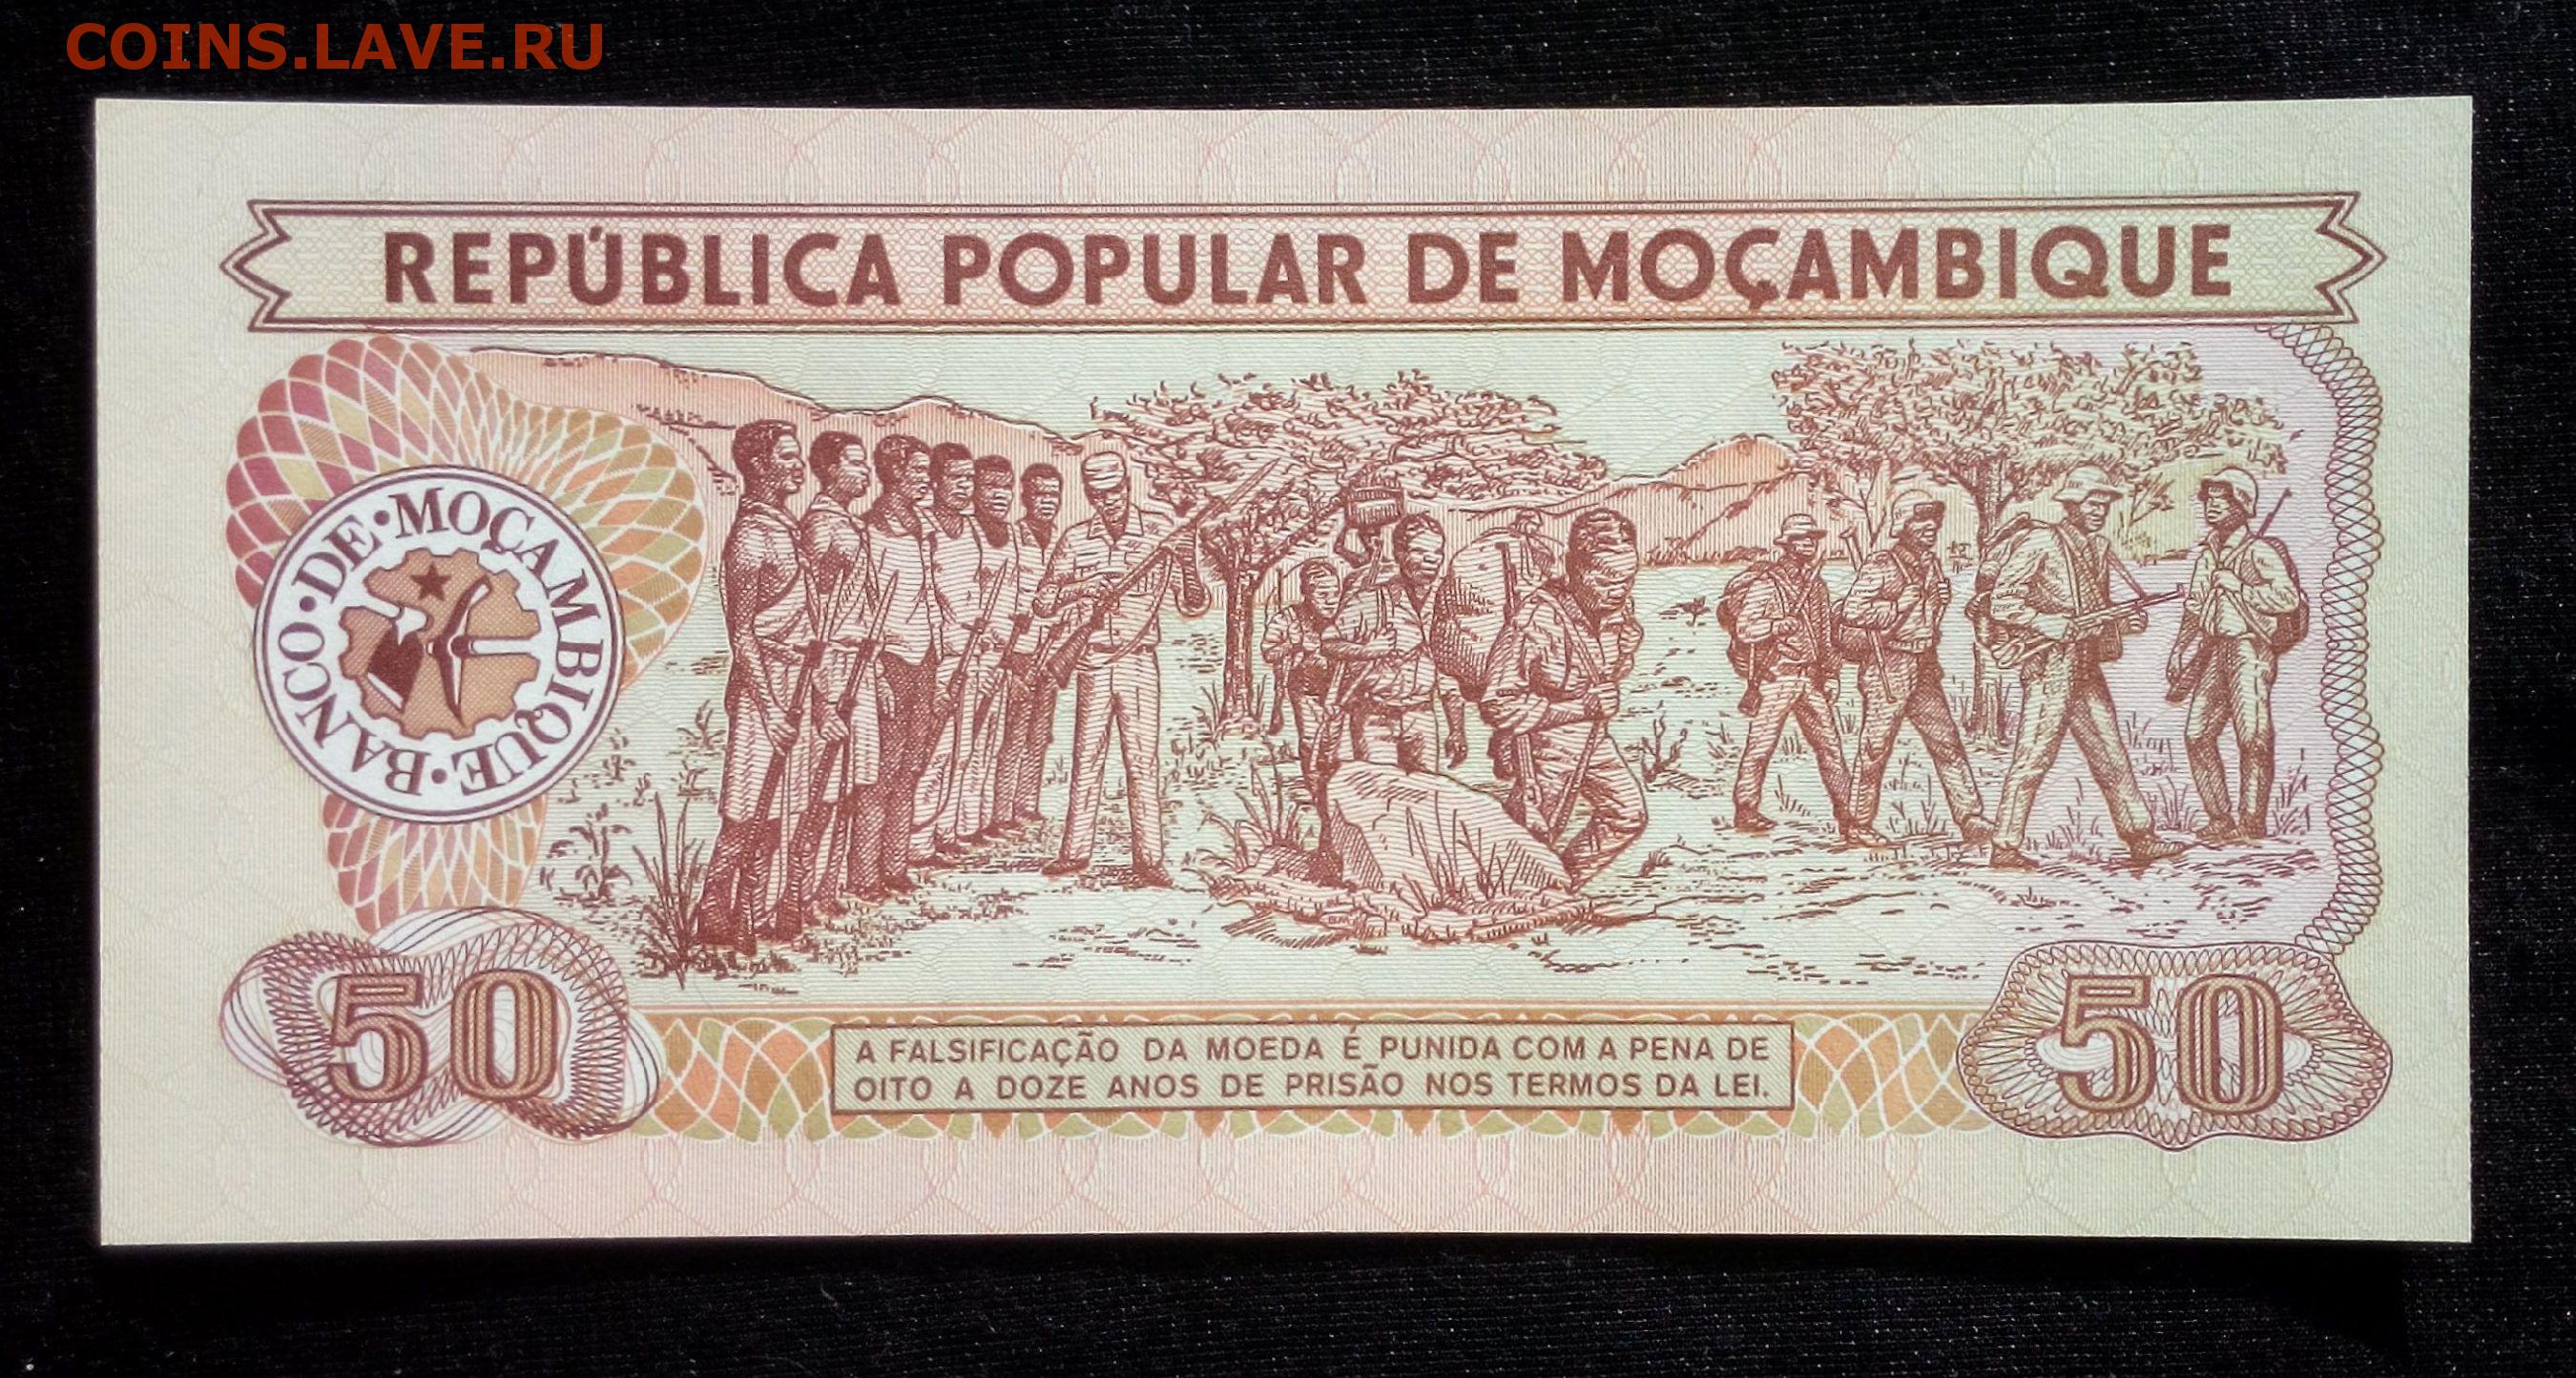 COINS.LAVE.RU
REPÚBLICA POPULAR DE MOÇAMBIQUE
BANCO·DE·MOÇAMBIQUE·
50
A FALSIFICAÇÃO DA MOEDA É PUNIDA COM A PENA DE
OITO A DOZE ANOS DE PRISÃO NOS TERMOS DA LEI.
50